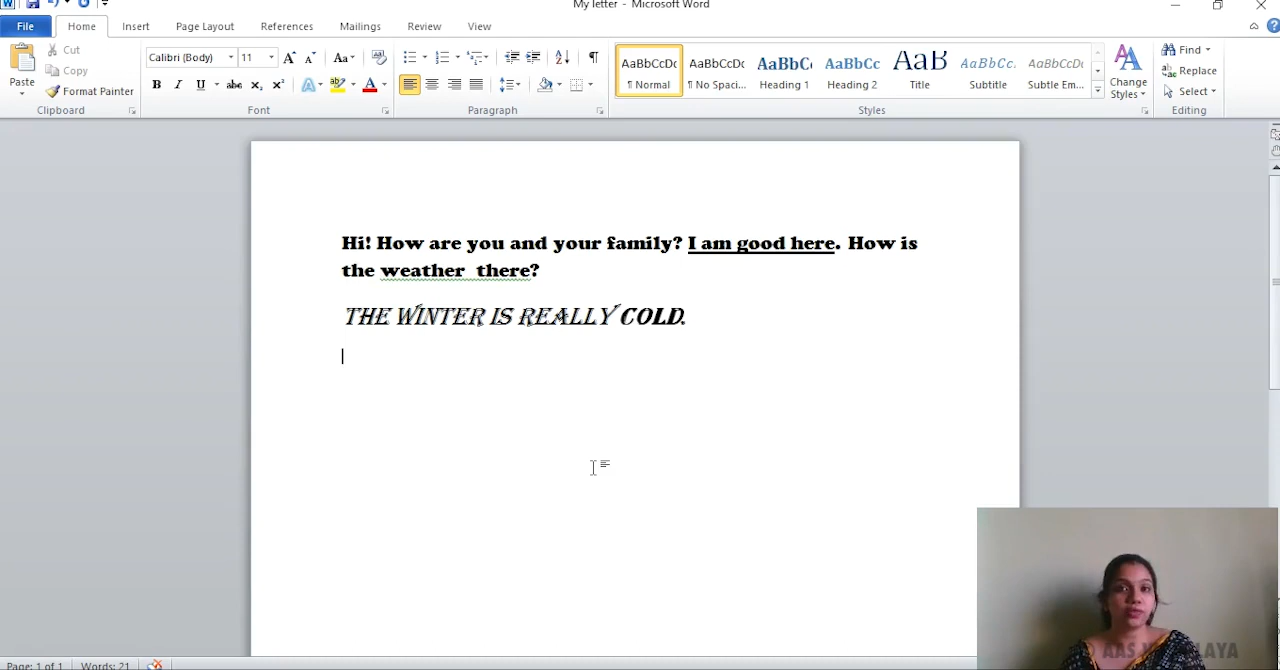 My letter - Microsoft Word
File Home Insert Page Layout References Mailings Review View
Cut
Copy
Format Painter
Paste
Calibri (Body) 11
AaBbCcDc AaBbCcDc AaBbC AaBbCc AaB AaBbCc. AaBbCcDc
¶ Normal ¶ No Spaci... Heading 1 Heading 2 Title Subtitle Subtle Em...
Change
Styles
Find
Replace
Select
Clipboard Font Paragraph Styles Editing
Hi! How are you and your family? I am good here. How is
the weather there?
THE WINTER IS REALLY COLD.
Page: 1 of 1 Words: 21